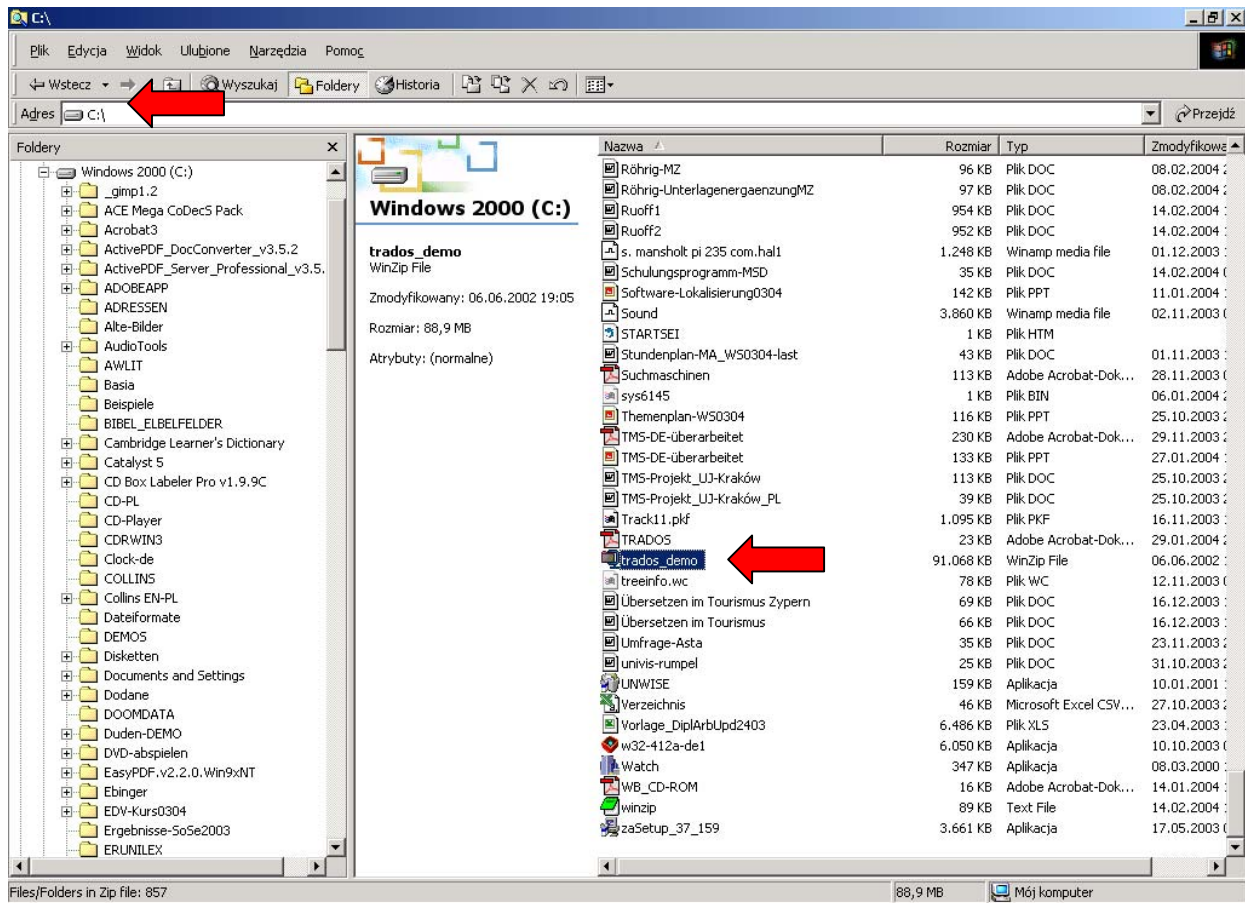 C:\
Plik Edycja Widok Ulubione Narzędzia Pomoc
Wstecz Wyszukaj Foldery Historia
Adres C:\ Przejdź
Foldery
Windows 2000 (C:)
_gimp1.2
ACE Mega CoDecS Pack
Acrobat3
ActivePDF_DocConverter_v3.5.2
ActivePDF_Server_Professional_v3.5.
ADOBEAPP
ADRESSEN
Alte-Bilder
AudioTools
AWLIT
Basia
Beispiele
BIBEL_ELBELFELDER
Cambridge Learner's Dictionary
Catalyst 5
CD Box Labeler Pro v1.9.9C
CD-PL
CD-Player
CDRWIN3
Clock-de
COLLINS
Collins EN-PL
Dateiformate
DEMOS
Disketten
Documents and Settings
Dodane
DOOMDATA
Duden-DEMO
DVD-abspielen
EasyPDF.v2.2.0.Win9xNT
Ebinger
EDV-Kurs0304
Ergebnisse-SoSe2003
ERUNILEX
Windows 2000 (C:)
trados_demo
WinZip File
Zmodyfikowany: 06.06.2002 19:05
Rozmiar: 88,9 MB
Atrybuty: (normalne)
Nazwa Rozmiar Typ Zmodyfikowa
Röhrig-MZ 96 KB Plik DOC 08.02.2004
Röhrig-UnterlagenergaenzungMZ 97 KB Plik DOC 08.02.2004
Ruoff1 954 KB Plik DOC 14.02.2004
Ruoff2 952 KB Plik DOC 14.02.2004
s. mansholt pi 235 com.hal1 1.248 KB Winamp media file 01.12.2003
Schulungsprogramm-MSD 35 KB Plik DOC 14.02.2004
Software-Lokalisierung0304 142 KB Plik PPT 11.01.2004
Sound 3.860 KB Winamp media file 02.11.2003
STARTSEI 1 KB Plik HTM
Stundenplan-MA_WS0304-last 43 KB Plik DOC 01.11.2003
Suchmaschinen 113 KB Adobe Acrobat-Dok... 28.11.2003
sys6145 1 KB Plik BIN 06.01.2004
Themenplan-WS0304 116 KB Plik PPT 25.10.2003
TMS-DE-überarbeitet 230 KB Adobe Acrobat-Dok... 29.11.2003
TMS-DE-überarbeitet 133 KB Plik PPT 27.01.2004
TMS-Projekt_UJ-Kraków 113 KB Plik DOC 25.10.2003
TMS-Projekt_UJ-Kraków_PL 39 KB Plik DOC 25.10.2003
Track11.pkf 1.095 KB Plik PKF 16.11.2003
TRADOS 23 KB Adobe Acrobat-Dok... 29.01.2004
trados_demo 91.068 KB WinZip File 06.06.2002
treeinfo.wc 78 KB Plik WC 12.11.2003
Übersetzen im Tourismus Zypern 69 KB Plik DOC 16.12.2003
Übersetzen im Tourismus 66 KB Plik DOC 16.12.2003
Umfrage-Asta 35 KB Plik DOC 23.11.2003
univis-rumpel 25 KB Plik DOC 31.10.2003
UNWISE 159 KB Aplikacja 10.01.2001
Verzeichnis 46 KB Microsoft Excel CSV... 27.10.2003
Vorlage_DiplArbUpd2403 6.486 KB Plik XLS 23.04.2003
w32-412a-de1 6.050 KB Aplikacja 10.10.2003
Watch 347 KB Aplikacja 08.03.2000
WB_CD-ROM 16 KB Adobe Acrobat-Dok... 14.01.2004
winzip 89 KB Text File 14.02.2004
zaSetup_37_159 3.661 KB Aplikacja 17.05.2003
Files/Folders in Zip file: 857 88,9 MB Mój komputer